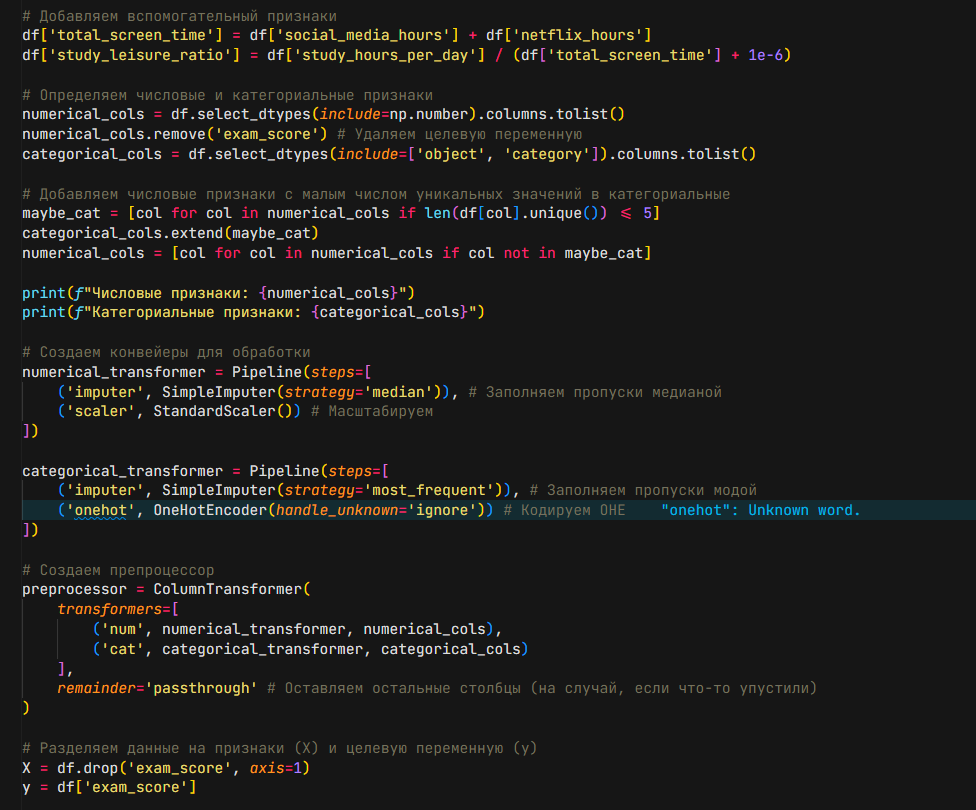 # Добавляем вспомогательный признаки
df['total_screen_time'] = df['social_media_hours'] + df['netflix_hours']
df['study_leisure_ratio'] = df['study_hours_per_day'] / (df['total_screen_time'] + 1e-6)

# Определяем числовые и категориальные признаки
numerical_cols = df.select_dtypes(include=np.number).columns.tolist()
numerical_cols.remove('exam_score') # Удаляем целевую переменную
categorical_cols = df.select_dtypes(include=['object', 'category']).columns.tolist()

# Добавляем числовые признаки с малым числом уникальных значений в категориальные
maybe_cat = [col for col in numerical_cols if len(df[col].unique()) <= 5]
categorical_cols.extend(maybe_cat)
numerical_cols = [col for col in numerical_cols if col not in maybe_cat]

print(f"Числовые признаки: {numerical_cols}")
print(f"Категориальные признаки: {categorical_cols}")

# Создаем конвейеры для обработки
numerical_transformer = Pipeline(steps=[
    ('imputer', SimpleImputer(strategy='median')), # Заполняем пропуски медианой
    ('scaler', StandardScaler()) # Масштабируем
])

categorical_transformer = Pipeline(steps=[
    ('imputer', SimpleImputer(strategy='most_frequent')), # Заполняем пропуски модой
    ('onehot', OneHotEncoder(handle_unknown='ignore')) # Кодируем OHE    "onehot": Unknown word.
])

# Создаем препроцессор
preprocessor = ColumnTransformer(
    transformers=[
        ('num', numerical_transformer, numerical_cols),
        ('cat', categorical_transformer, categorical_cols)
    ],
    remainder='passthrough' # Оставляем остальные столбцы (на случай, если что-то упустили)
)

# Разделяем данные на признаки (X) и целевую переменную (y)
X = df.drop('exam_score', axis=1)
y = df['exam_score']